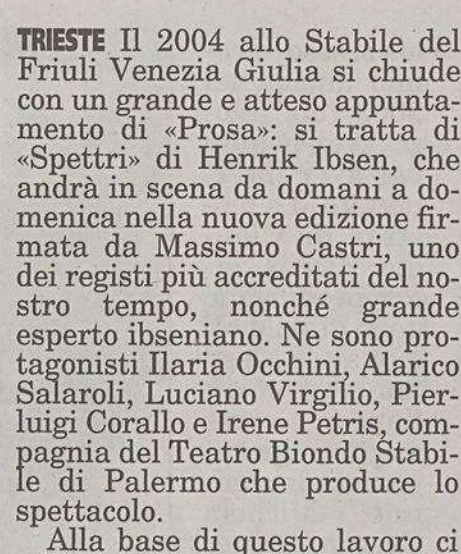 TRIESTE Il 2004 allo Stabile del
Friuli Venezia Giulia si chiude
con un grande e atteso appunta-
mento di «Prosa»: si tratta di
«Spettri» di Henrik Ibsen, che
andrà in scena da domani a do-
menica nella nuova edizione fir-
mata da Massimo Castri, uno
dei registi più accreditati del no-
stro tempo, nonché grande
esperto ibseniano. Ne sono pro-
tagonisti Ilaria Occhini, Alarico
Salaroli, Luciano Virgilio, Pier-
luigi Corallo e Irene Petris, com-
pagnia del Teatro Biondo Stabi-
le di Palermo che produce lo
spettacolo.
Alla base di questo lavoro ci